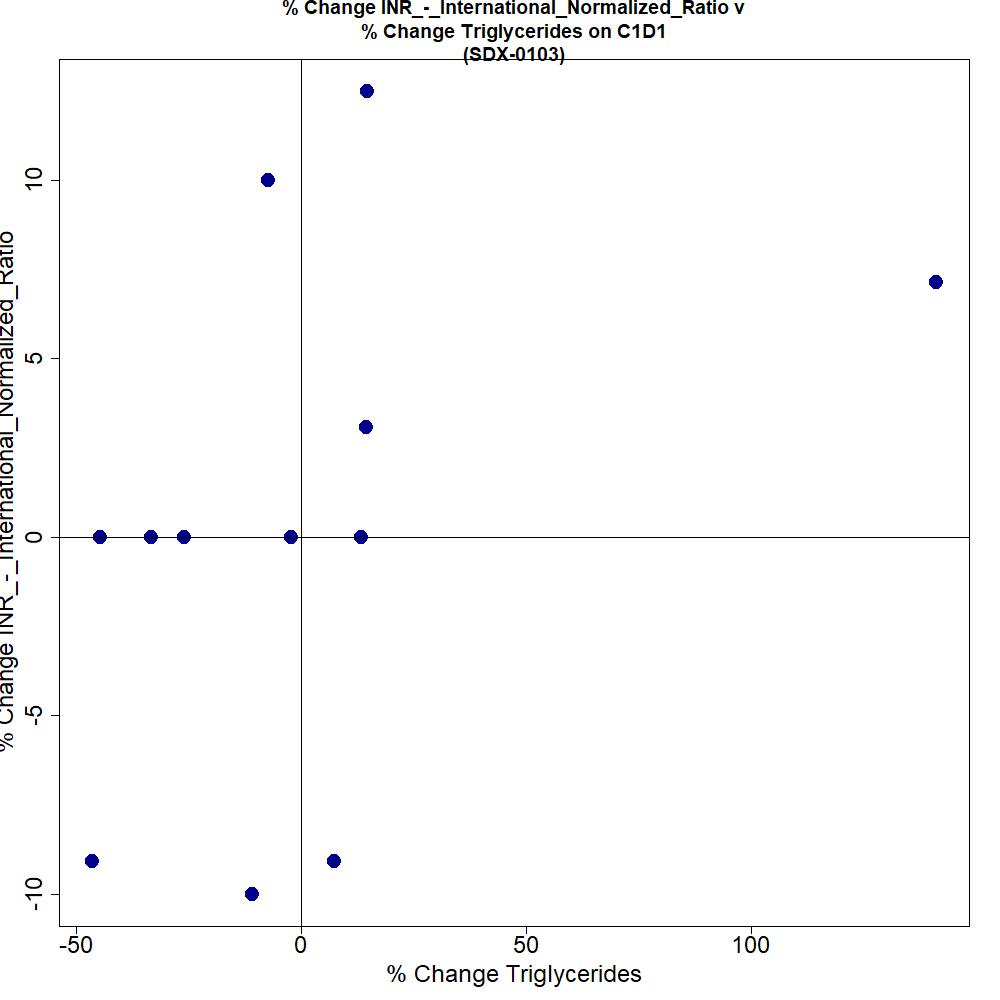 % Change INR_-_International_Normalized_Ratio v
% Change Triglycerides on C1D1
(SDX-0103)
% Change INR_-_International_Normalized_Ratio
10
5
0
-5
-10
-50
0
50
100
% Change Triglycerides